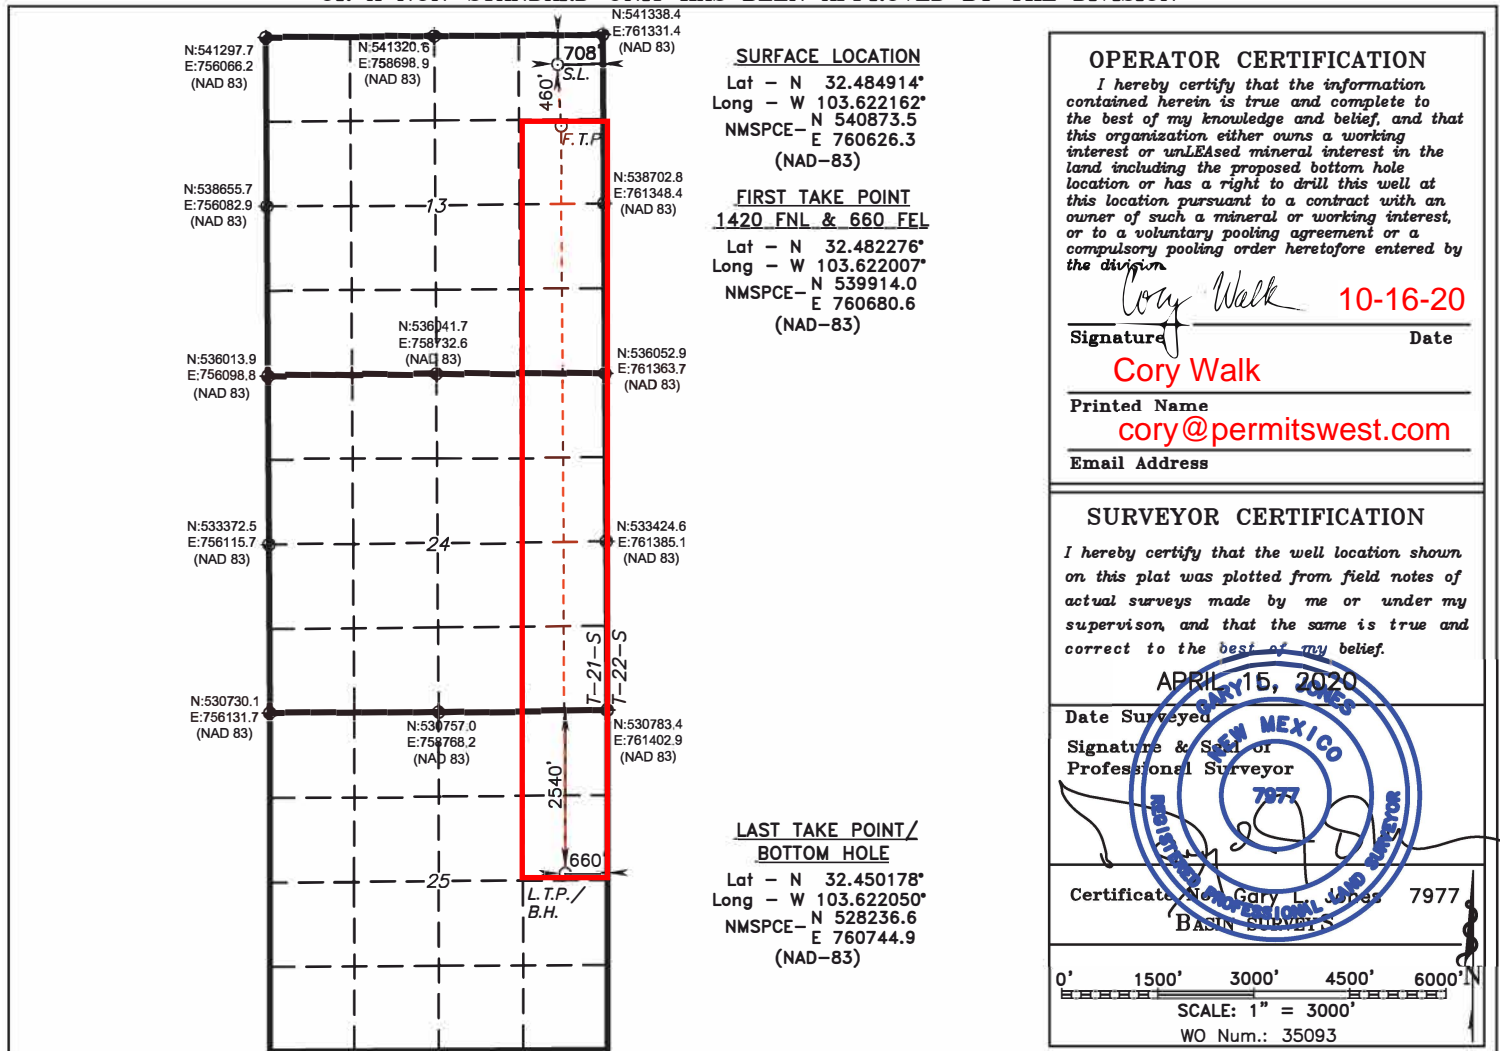 N:541297.7
E:756066.2
(NAD 83)
N:541320.6
E:758698.9
(NAD 83)
N:541338.4
E:761331.4
(NAD 83)
708'
S.L.
460'
F.T.P
N:538655.7
E:756082.9
(NAD 83)
13
N:538702.8
E:761348.4
(NAD 83)
N:536013.9
E:756098.8
(NAD 83)
N:536041.7
E:758732.6
(NAD 83)
N:536052.9
E:761363.7
(NAD 83)
N:533372.5
E:756115.7
(NAD 83)
24
N:533424.6
E:761385.1
(NAD 83)
T-21-S
T-22-S
N:530730.1
E:756131.7
(NAD 83)
N:530757.0
E:758768.2
(NAD 83)
N:530783.4
E:761402.9
(NAD 83)
2540'
660'
25
L.T.P./
B.H.
SURFACE LOCATION
Lat - N 32.484914°
Long - W 103.622162°
NMSPCE- N 540873.5
E 760626.3
(NAD-83)
FIRST TAKE POINT
1420 FNL & 660 FEL
Lat - N 32.482276°
Long - W 103.622007°
NMSPCE- N 539914.0
E 760680.6
(NAD-83)
LAST TAKE POINT/
BOTTOM HOLE
Lat - N 32.450178°
Long - W 103.622050°
NMSPCE- N 528236.6
E 760744.9
(NAD-83)
OPERATOR CERTIFICATION
I hereby certify that the information
contained herein is true and complete to
the best of my knowledge and belief, and that
this organization either owns a working
interest or unLEAsed mineral interest in the
land including the proposed bottom hole
location or has a right to drill this well at
this location pursuant to a contract with an
owner of such a mineral or working interest,
or to a voluntary pooling agreement or a
compulsory pooling order heretofore entered by
the division.
Cory Walk 10-16-20
Signature Date
Cory Walk
Printed Name
cory@permitswest.com
Email Address
SURVEYOR CERTIFICATION
I hereby certify that the well location shown
on this plat was plotted from field notes of
actual surveys made by me or under my
supervison, and that the same is true and
correct to the best of my belief.
APRIL 15, 2020
Date Surveyed
Signature & Seal of
Professional Surveyor
GARY L. JONES
NEW MEXICO
7977
REGISTERED PROFESSIONAL LAND SURVEYOR
Certificate No. Gary L. Jones 7977
BASIN SURVEYS
0' 1500' 3000' 4500' 6000'
N
SCALE: 1" = 3000'
WO Num.: 35093